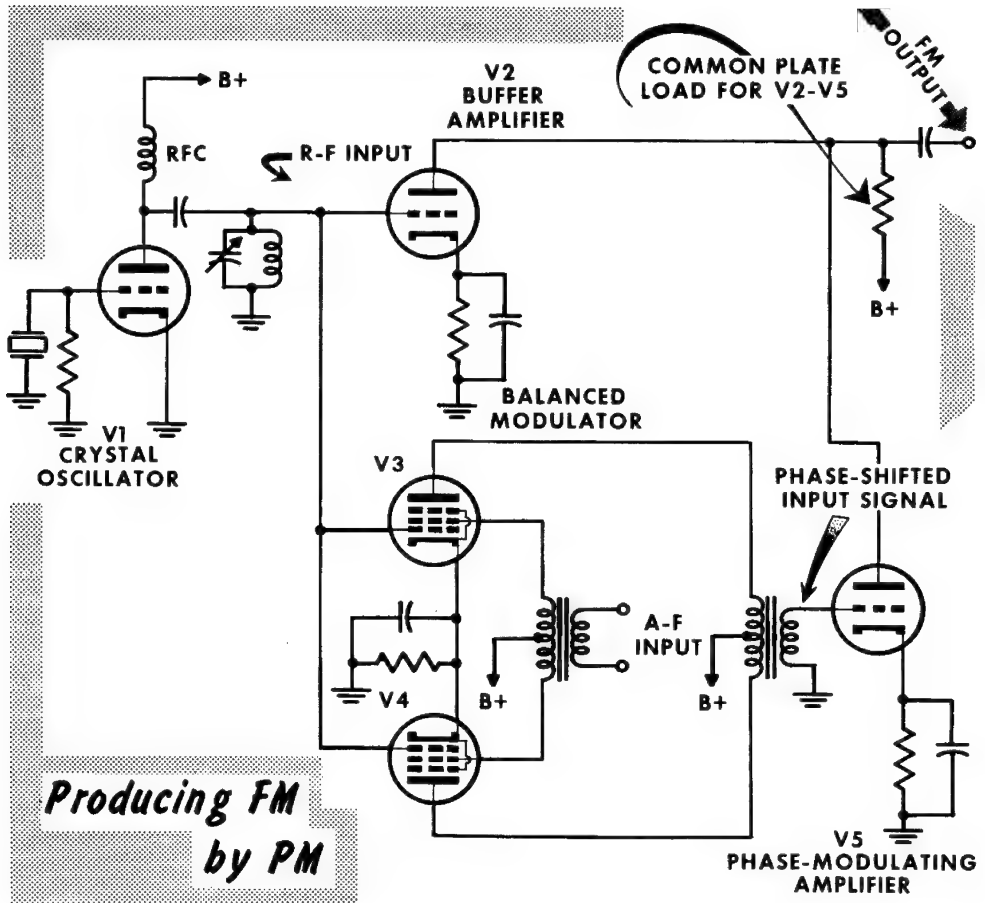 B+
RFC
R-F INPUT
V2
BUFFER
AMPLIFIER
COMMON PLATE
LOAD FOR V2-V5
FM
OUTPUT
B+
V1
CRYSTAL
OSCILLATOR
BALANCED
MODULATOR
V3
PHASE-SHIFTED
INPUT SIGNAL
A-F
INPUT
B+
B+
V4
Producing FM
by PM
V5
PHASE-MODULATING
AMPLIFIER